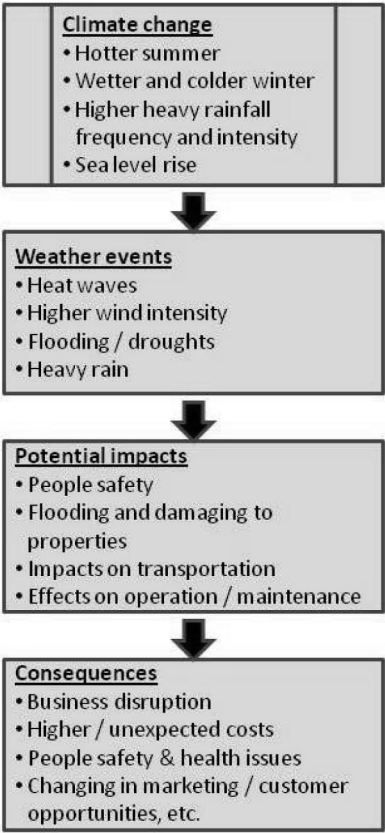 Climate change
• Hotter summer
• Wetter and colder winter
• Higher heavy rainfall
frequency and intensity
• Sea level rise
Weather events
• Heat waves
• Higher wind intensity
• Flooding / droughts
• Heavy rain
Potential impacts
• People safety
• Flooding and damaging to
properties
• Impacts on transportation
• Effects on operation / maintenance
Consequences
• Business disruption
• Higher / unexpected costs
• People safety & health issues
• Changing in marketing / customer
opportunities, etc.